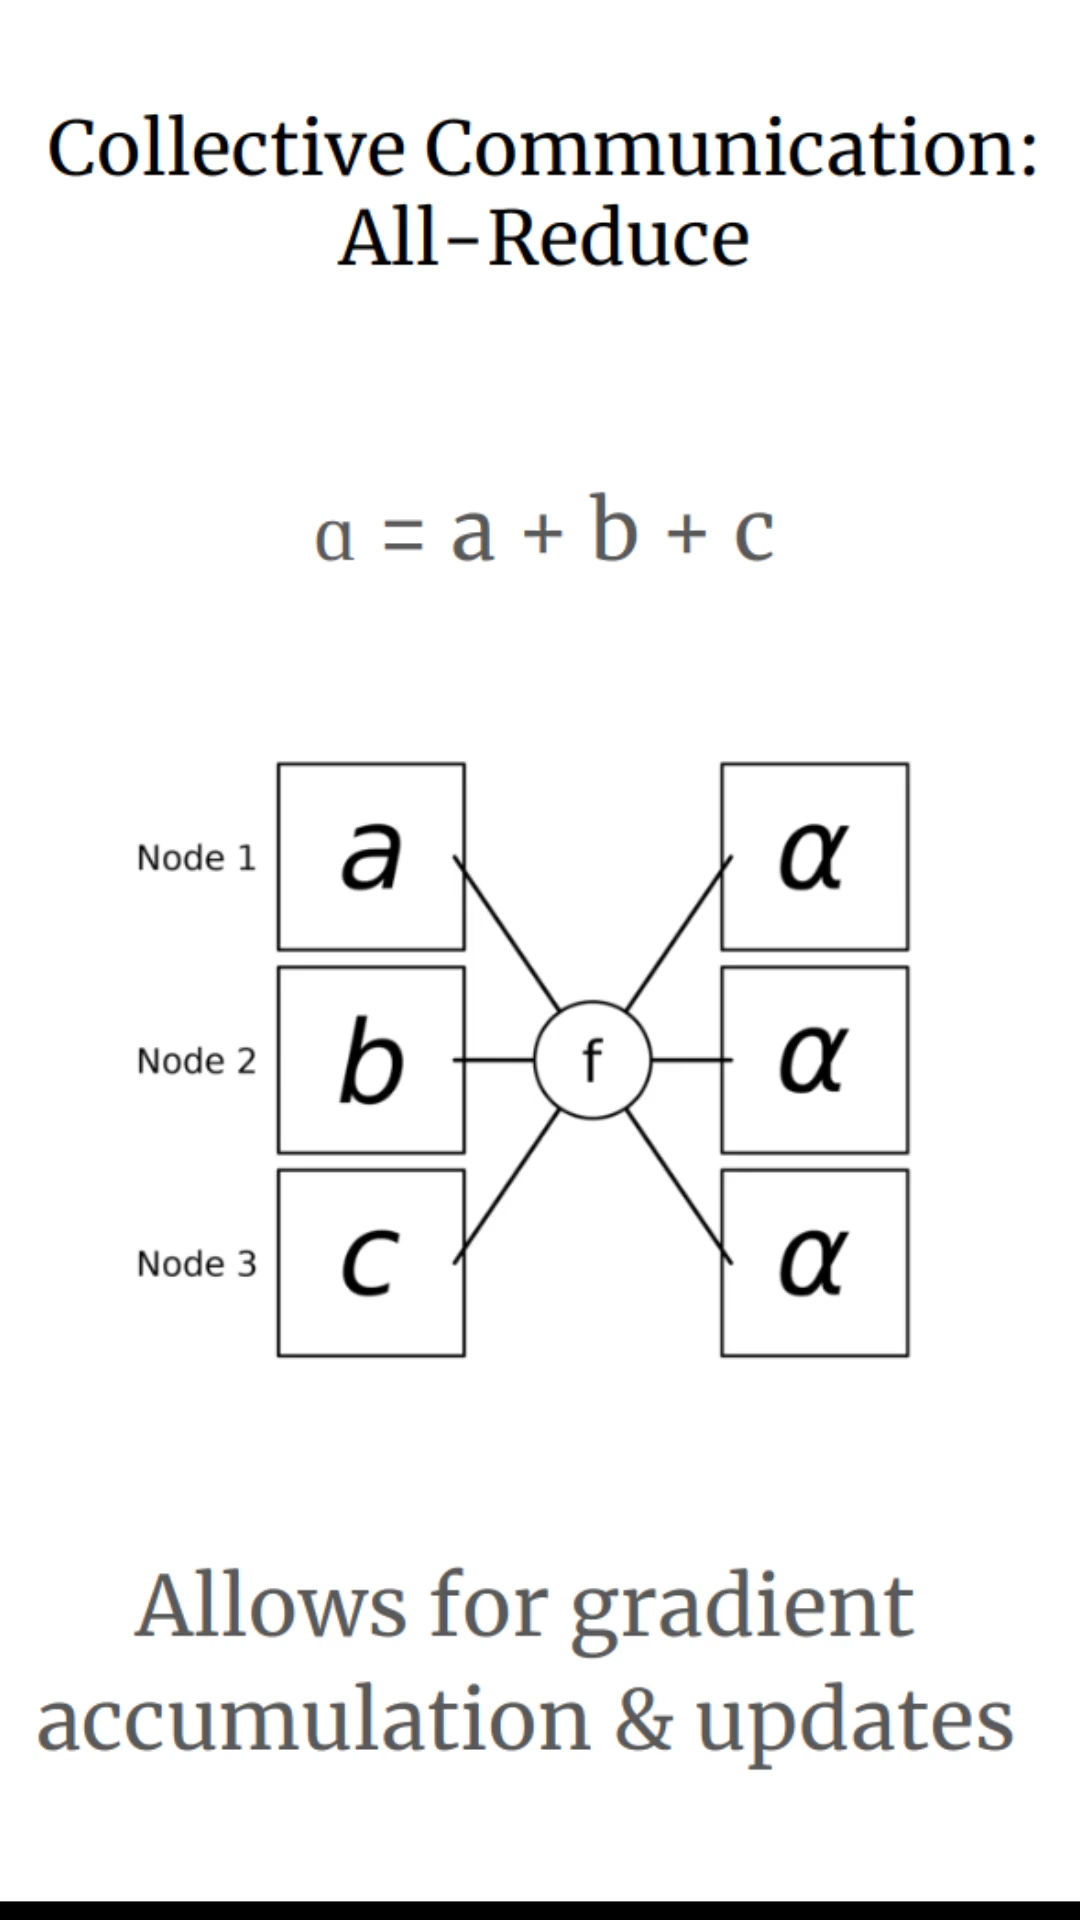 Collective Communication:
All-Reduce
α = a + b + c
Node 1 a α
Node 2 b f α
Node 3 c α
Allows for gradient
accumulation & updates